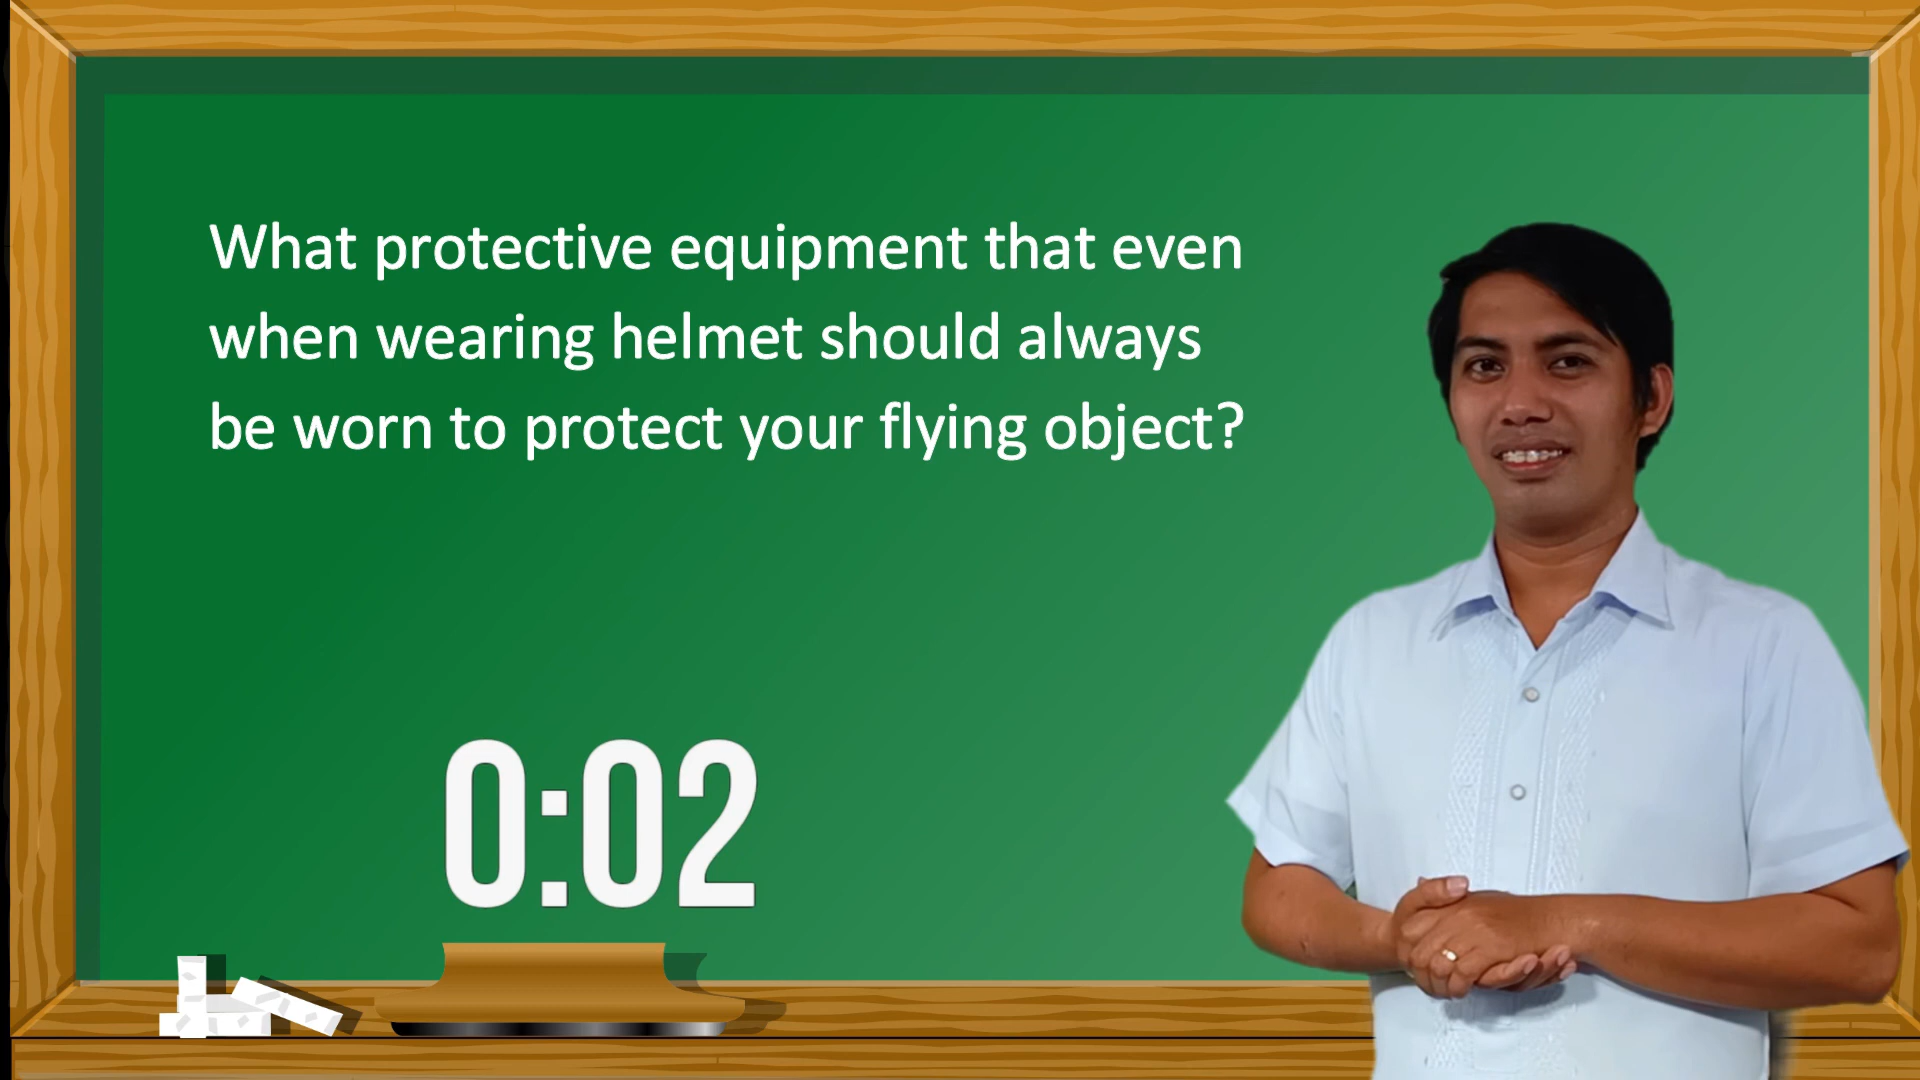 What protective equipment that even
when wearing helmet should always
be worn to protect your flying object?
0:02